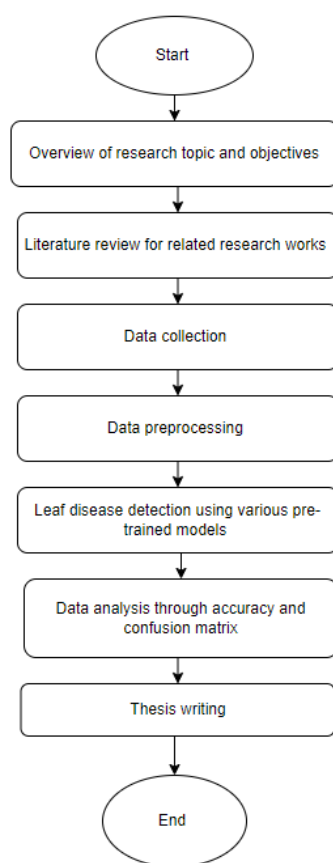 Start
Overview of research topic and objectives
Literature review for related research works
Data collection
Data preprocessing
Leaf disease detection using various pre-
trained models
Data analysis through accuracy and
confusion matrix
Thesis writing
End